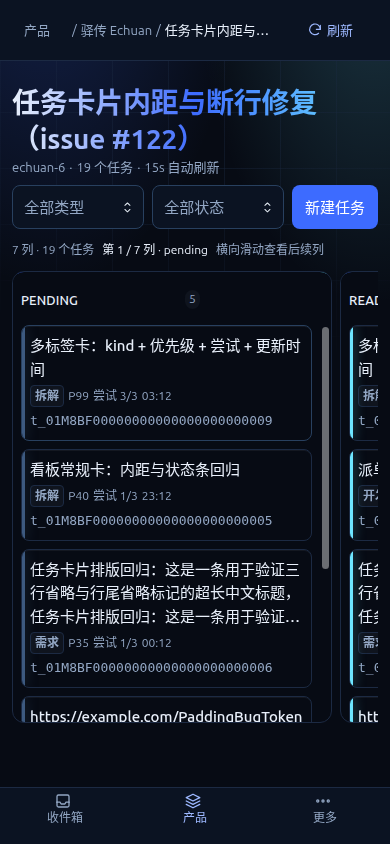 产品 / 驿传 Echuan / 任务卡片内距与... 刷新
任务卡片内距与断行修复
（issue #122）
echuan-6 · 19 个任务 · 15s 自动刷新
全部类型 全部状态 新建任务
7 列 · 19 个任务 第 1 / 7 列 · pending 横向滑动查看后续列
PENDING 5
多标签卡：kind + 优先级 + 尝试 + 更新时
间
拆解 P99 尝试 3/3 03:12
t_01M8BF00000000000000000009
看板常规卡：内距与状态条回归
拆解 P40 尝试 1/3 23:12
t_01M8BF00000000000000000005
任务卡片排版回归：这是一条用于验证三
行省略与行尾省略标记的超长中文标题，
任务卡片排版回归：这是一条用于验证...
需求 P35 尝试 1/3 00:12
t_01M8BF00000000000000000006
https://example.com/PaddingBugToken
READ
派单
收件箱 产品 更多